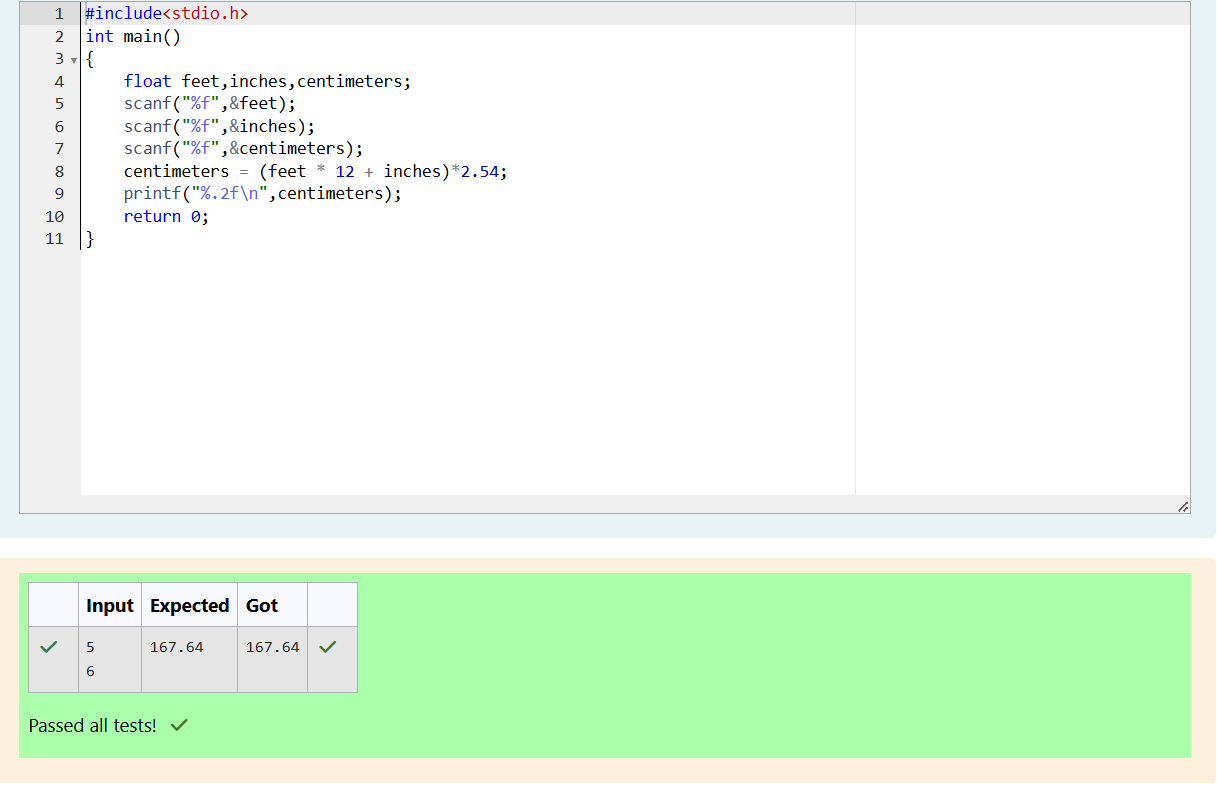 1 #include<stdio.h>
2 int main()
3 {
4 float feet,inches,centimeters;
5 scanf("%f",&feet);
6 scanf("%f",&inches);
7 scanf("%f",&centimeters);
8 centimeters = (feet * 12 + inches)*2.54;
9 printf("%.2f\n",centimeters);
10 return 0;
11 }
Input Expected Got
5 167.64 167.64
6
Passed all tests!